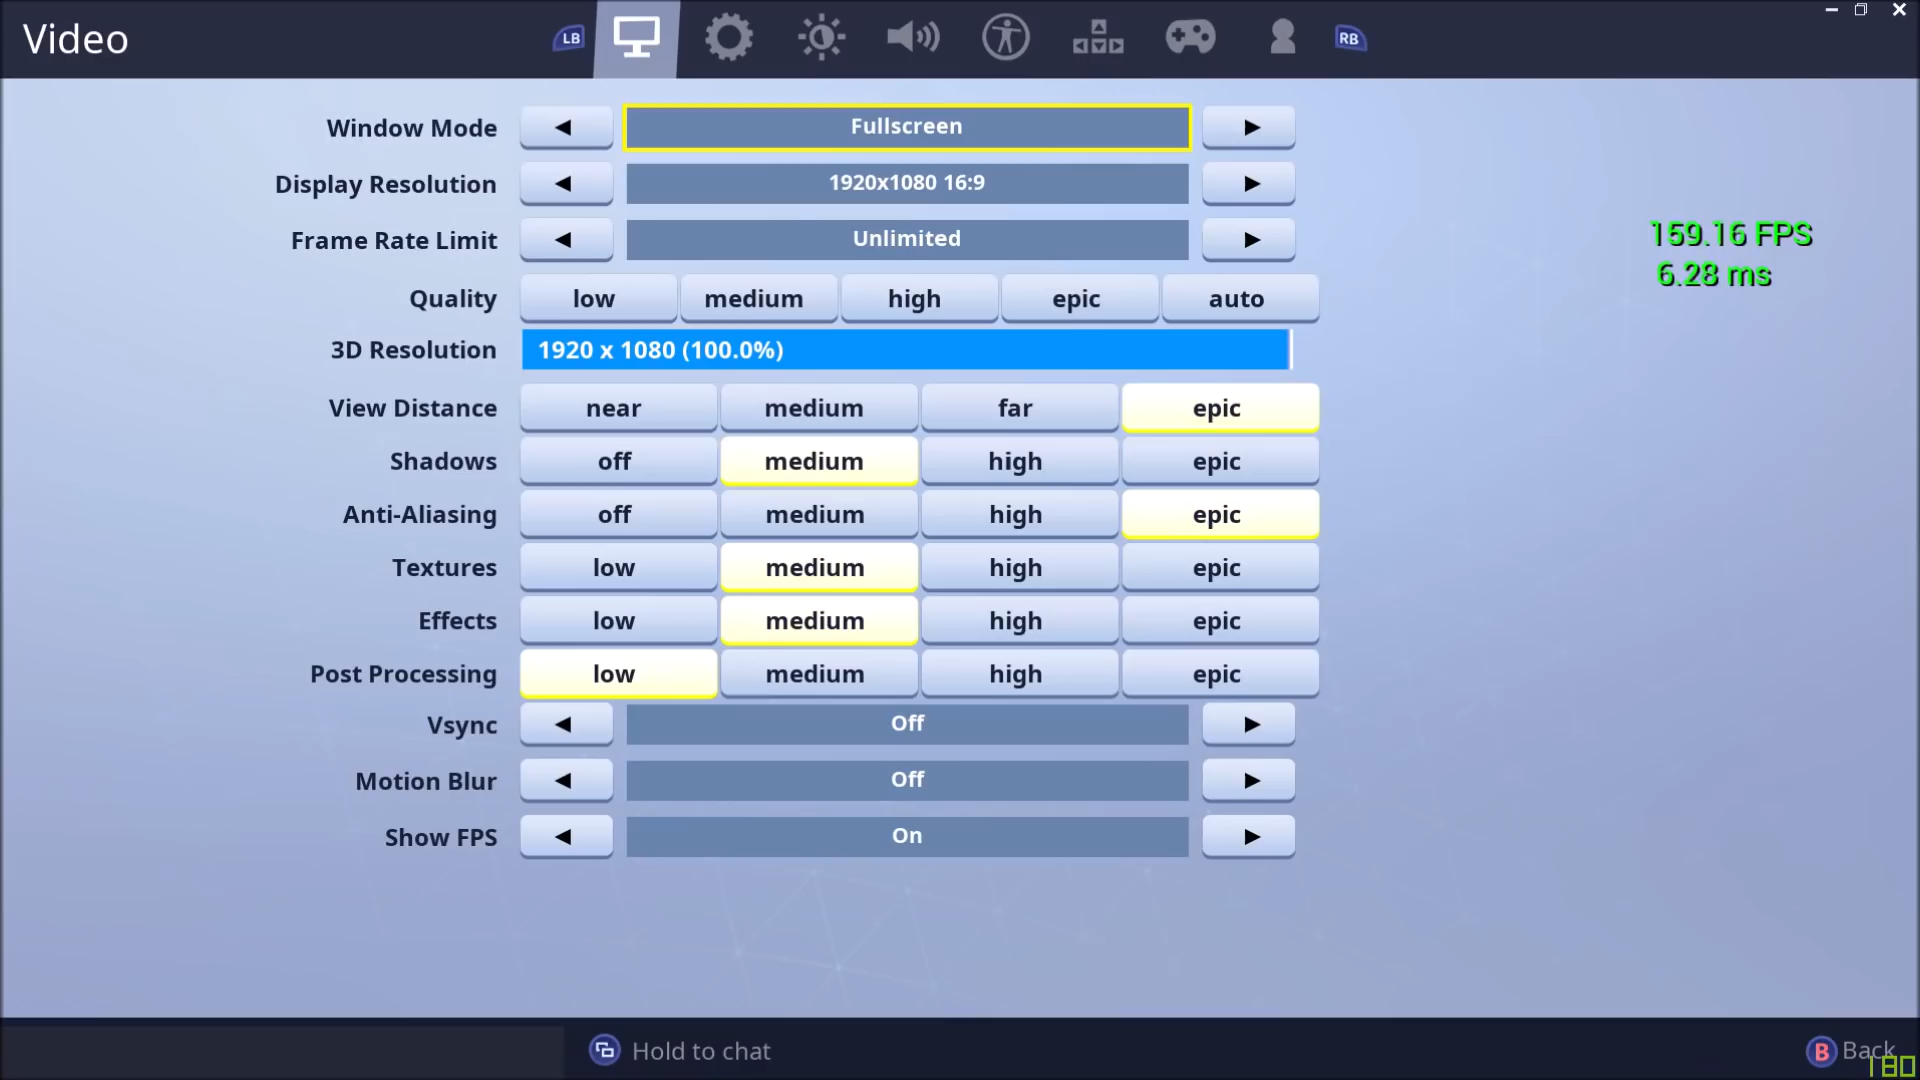 Video
LB
RB
Window Mode Fullscreen
Display Resolution 1920x1080 16:9
Frame Rate Limit Unlimited
159.16 FPS
6.28 ms
Quality low medium high epic auto
3D Resolution 1920 x 1080 (100.0%)
View Distance near medium far epic
Shadows off medium high epic
Anti-Aliasing off medium high epic
Textures low medium high epic
Effects low medium high epic
Post Processing low medium high epic
Vsync Off
Motion Blur Off
Show FPS On
Hold to chat
B Back
180